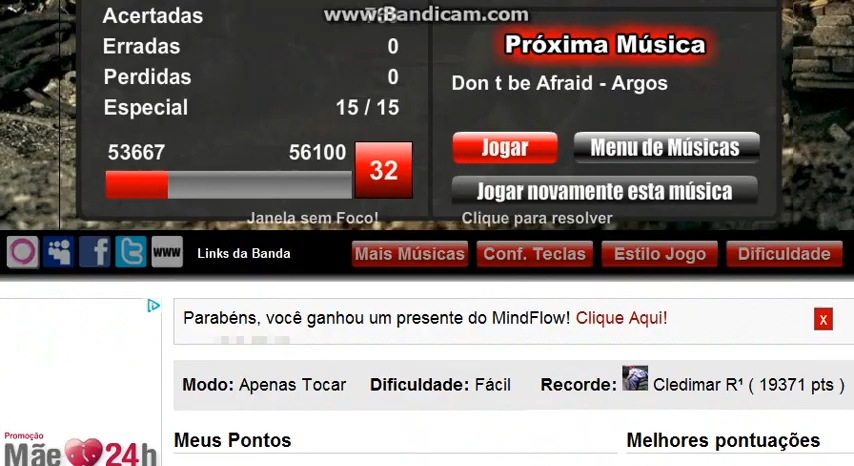 www.Bandicam.com
Acertadas
Erradas 0
Perdidas 0
Especial 15 / 15
53667 56100 32
Próxima Música
Don t be Afraid - Argos
Jogar Menu de Músicas
Jogar novamente esta música
Janela sem Foco! Clique para resolver
www Links da Banda Mais Músicas Conf. Teclas Estilo Jogo Dificuldade
Parabéns, você ganhou um presente do MindFlow! Clique Aqui! x
Modo: Apenas Tocar Dificuldade: Fácil Recorde: Cledimar R¹ ( 19371 pts )
Meus Pontos Melhores pontuações
Promoção
Mãe 24h